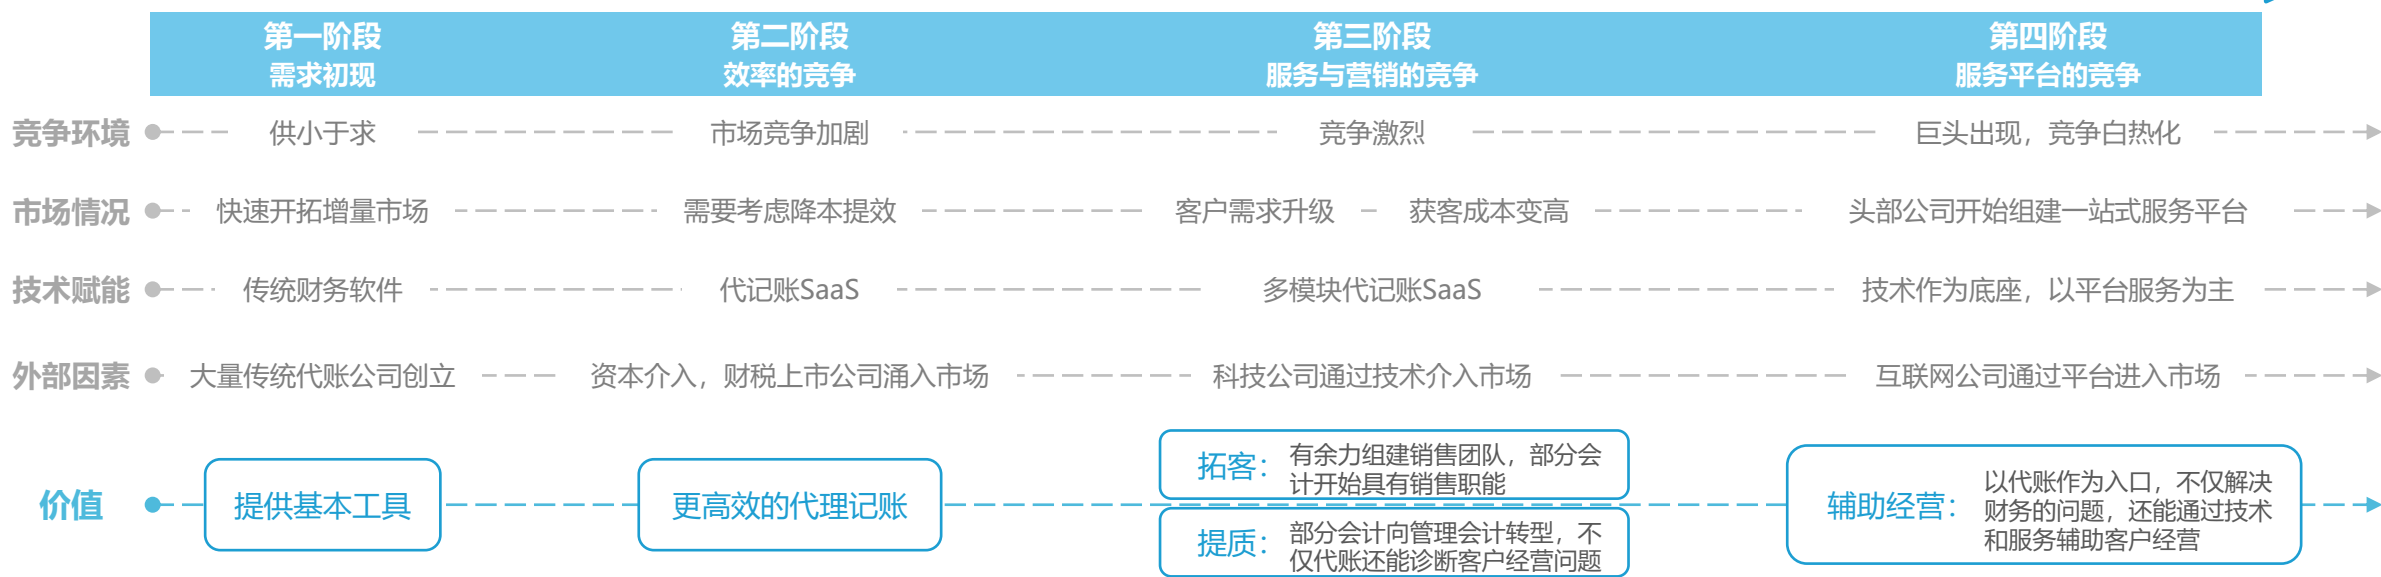 第一阶段
需求初现
第二阶段
效率的竞争
第三阶段
服务与营销的竞争
第四阶段
服务平台的竞争
竞争环境
供小于求
市场竞争加剧
竞争激烈
巨头出现，竞争白热化
市场情况
快速开拓增量市场
需要考虑降本提效
客户需求升级
获客成本变高
头部公司开始组建一站式服务平台
技术赋能
传统财务软件
代记账SaaS
多模块代记账SaaS
技术作为底座，以平台服务为主
外部因素
大量传统代账公司创立
资本介入，财税上市公司涌入市场
科技公司通过技术介入市场
互联网公司通过平台进入市场
价值
提供基本工具
更高效的代理记账
拓客：
有余力组建销售团队，部分会
计开始具有销售职能
提质：
部分会计向管理会计转型，不
仅代账还能诊断客户经营问题
辅助经营：
以代账作为入口，不仅解决
财务的问题，还能通过技术
和服务辅助客户经营